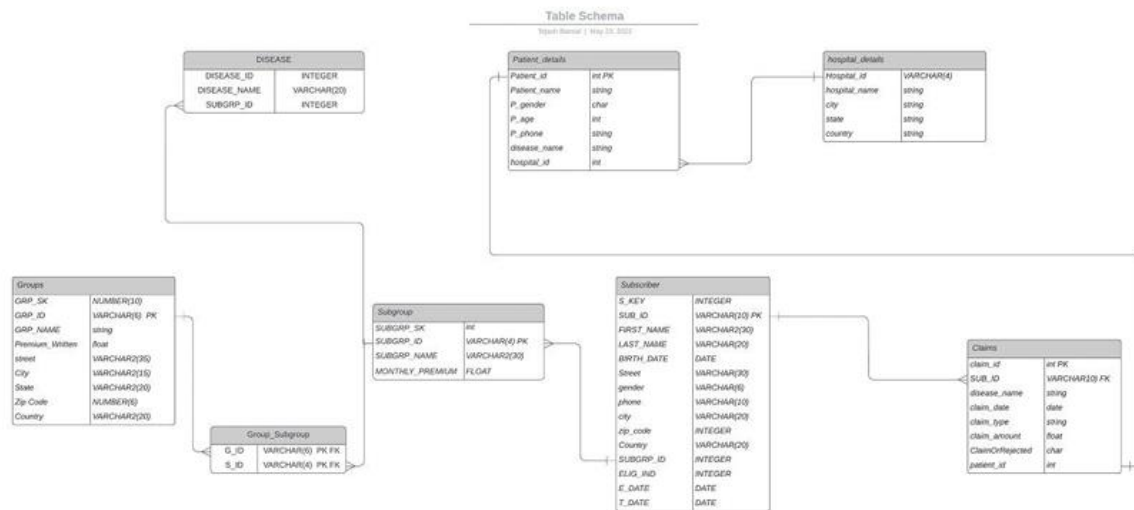 Table Schema
Tejash Bansal | May 23, 2022
DISEASE
DISEASE_ID INTEGER
DISEASE_NAME VARCHAR(20)
SUBGRP_ID INTEGER
Patient_details
Patient_id int PK
Patient_name string
P_gender char
P_age int
P_phone string
disease_name string
hospital_id int
hospital_details
Hospital_id VARCHAR(4)
hospital_name string
city string
state string
country string
Groups
GRP_SK NUMBER(10)
GRP_ID VARCHAR(6) PK
GRP_NAME string
Premium_Written float
street VARCHAR2(35)
City VARCHAR2(15)
State VARCHAR2(20)
Zip Code NUMBER(6)
Country VARCHAR2(20)
Group_Subgroup
G_ID VARCHAR(6) PK FK
S_ID VARCHAR(4) PK FK
Subgroup
SUBGRP_SK int
SUBGRP_ID VARCHAR(4) PK
SUBGRP_NAME VARCHAR2(30)
MONTHLY_PREMIUM FLOAT
Subscriber
S_KEY INTEGER
SUB_ID VARCHAR(10) PK
FIRST_NAME VARCHAR2(30)
LAST_NAME VARCHAR(20)
BIRTH_DATE DATE
Street VARCHAR(30)
gender VARCHAR(6)
phone VARCHAR(10)
city VARCHAR(20)
zip_code INTEGER
Country VARCHAR(20)
SUBGRP_ID INTEGER
ELIG_IND INTEGER
E_DATE DATE
T_DATE DATE
Claims
claim_id int PK
SUB_ID VARCHAR10) FK
disease_name string
claim_date date
claim_type string
claim_amount float
ClaimOrRejected char
patient_id int